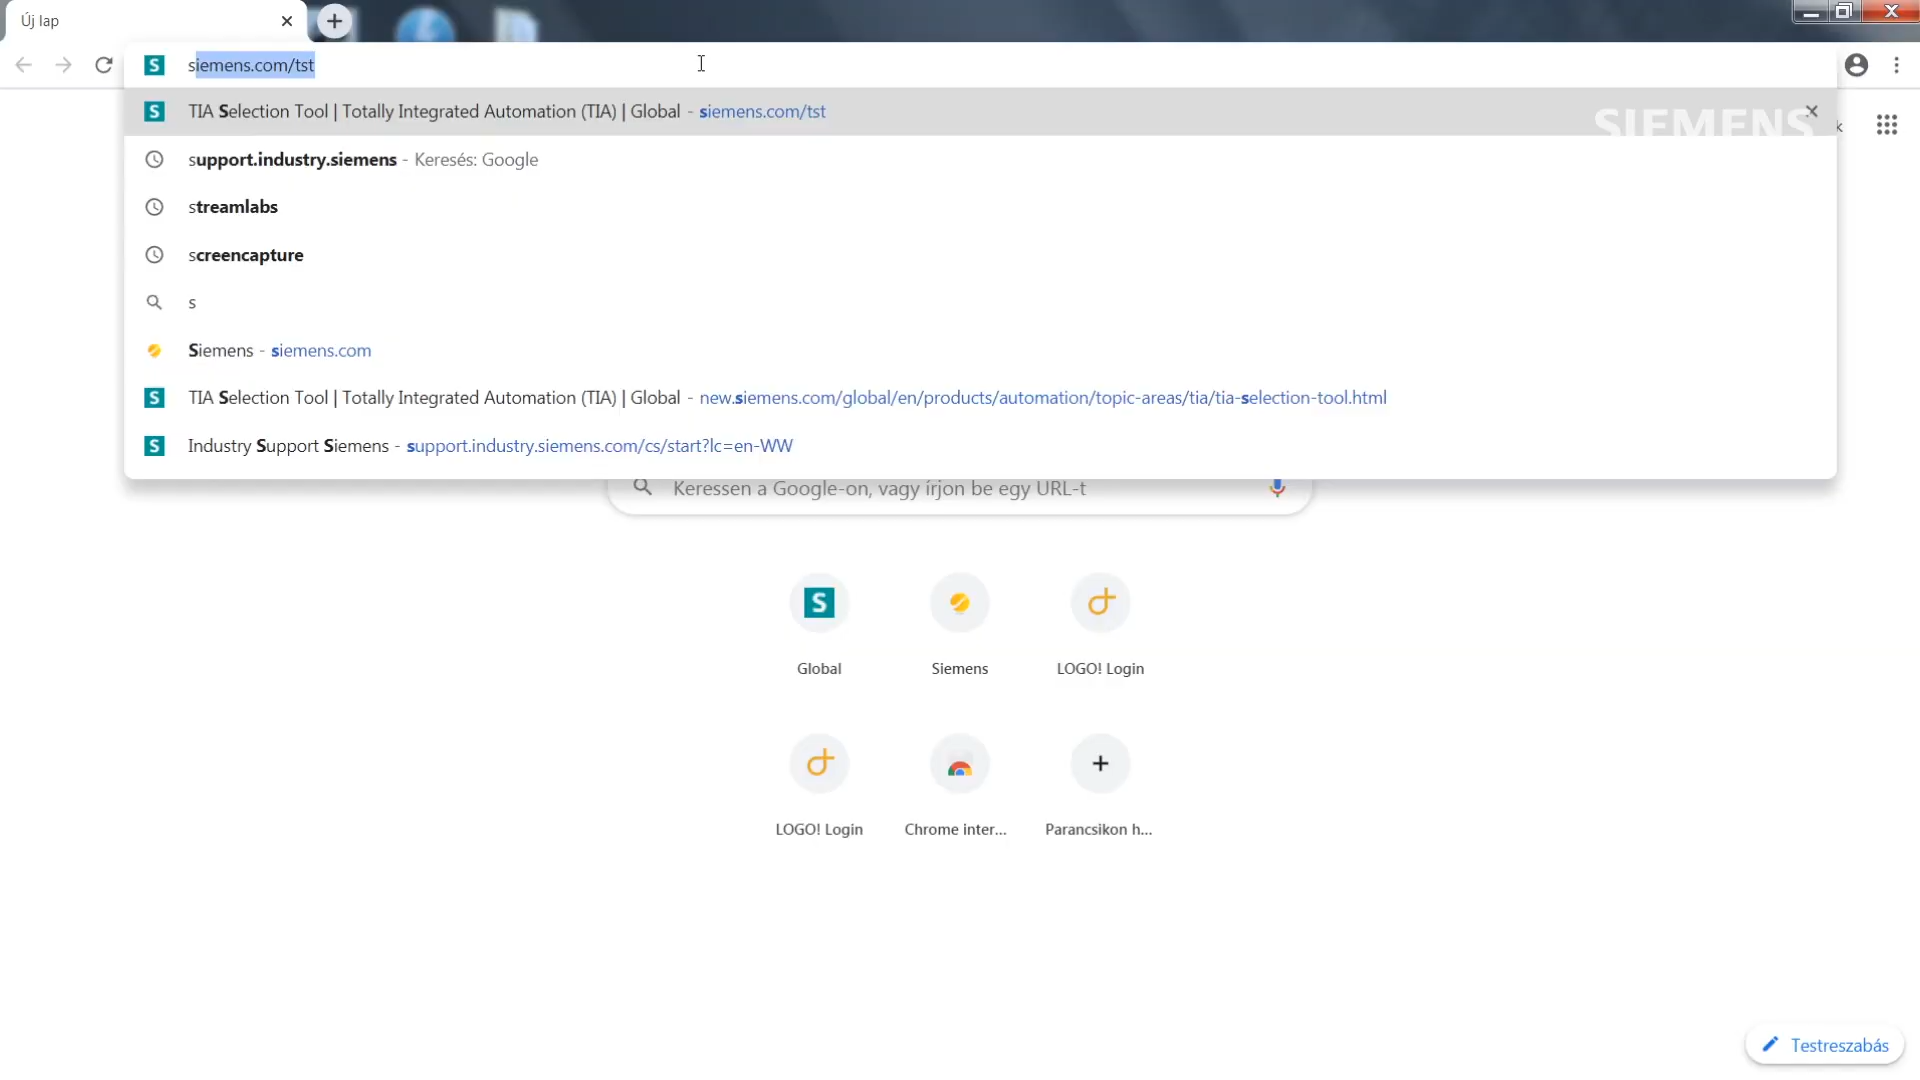 Új lap
siemens.com/tst
TIA Selection Tool | Totally Integrated Automation (TIA) | Global - siemens.com/tst
SIEMENS
k
support.industry.siemens - Keresés: Google
streamlabs
screencapture
s
Siemens - siemens.com
TIA Selection Tool | Totally Integrated Automation (TIA) | Global - new.siemens.com/global/en/products/automation/topic-areas/tia/tia-selection-tool.html
Industry Support Siemens - support.industry.siemens.com/cs/start?lc=en-WW
Keressen a Google-on, vagy írjon be egy URL-t
S
Global
Siemens
LOGO! Login
LOGO! Login
Chrome inter...
Parancsikon h...
Testreszabás